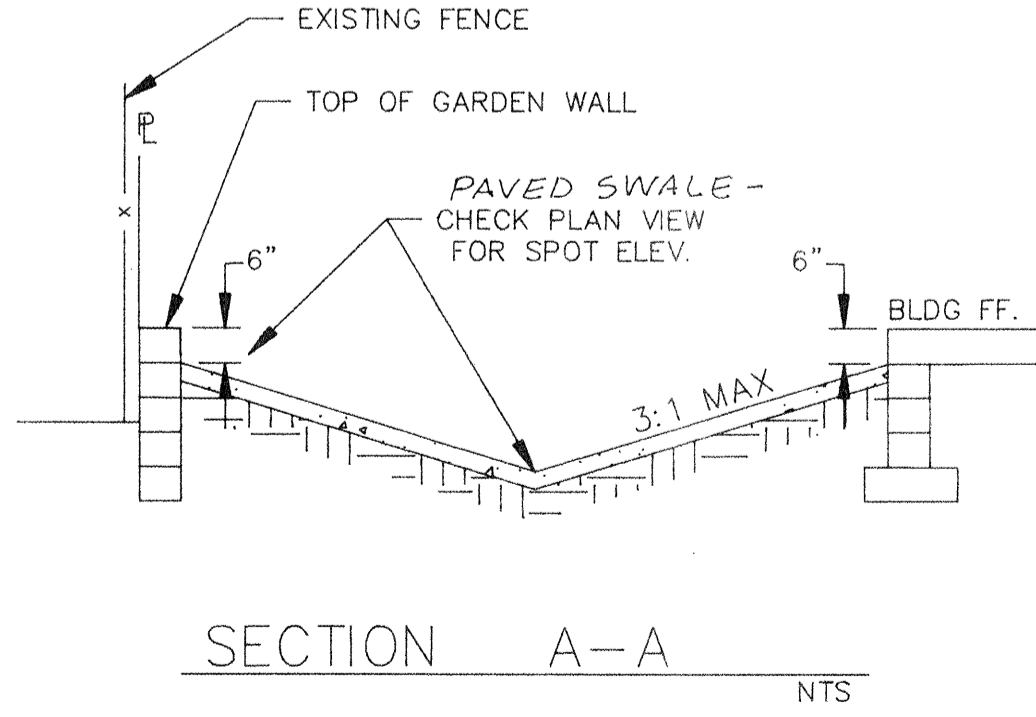 EXISTING FENCE
TOP OF GARDEN WALL
PL
x
PAVED SWALE -
CHECK PLAN VIEW
FOR SPOT ELEV.
6"
6"
BLDG FF.
3:1 MAX
SECTION A-A
NTS